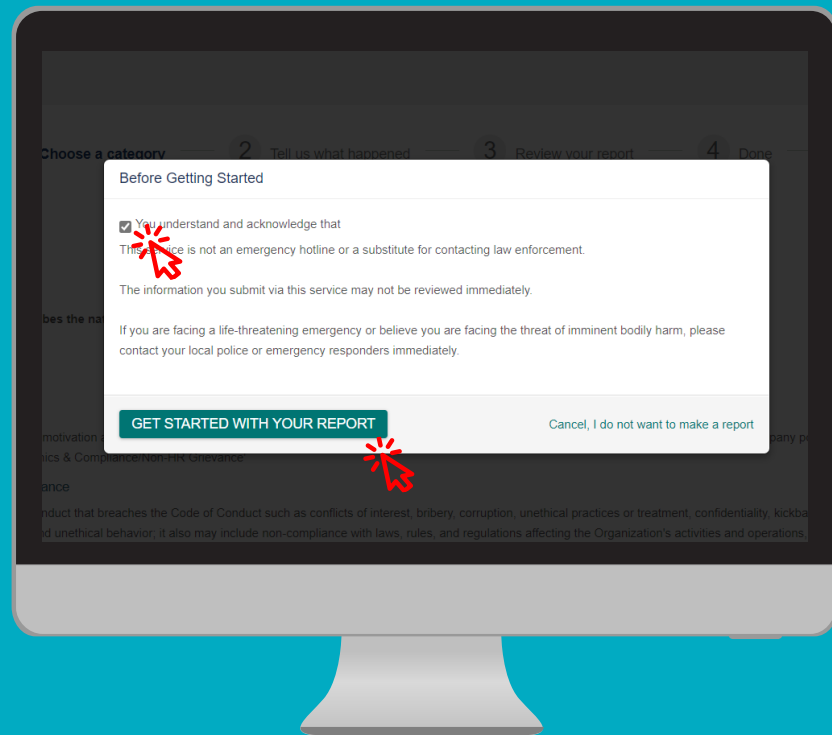 Choose a category 2 Tell us what happened 3 Review your report 4 Done
Before Getting Started
You understand and acknowledge that
This service is not an emergency hotline or a substitute for contacting law enforcement.
The information you submit via this service may not be reviewed immediately.
bes the na
If you are facing a life-threatening emergency or believe you are facing the threat of imminent bodily harm, please
contact your local police or emergency responders immediately.
GET STARTED WITH YOUR REPORT Cancel, I do not want to make a report
motivation pany p
ics & Compliance/Non-HR Grievance
ance
nduct that breaches the Code of Conduct such as conflicts of interest, bribery, corruption, unethical practices or treatment, confidentiality, kickba
d unethical behavior; it also may include non-compliance with laws, rules, and regulations affecting the Organization's activities and operations,